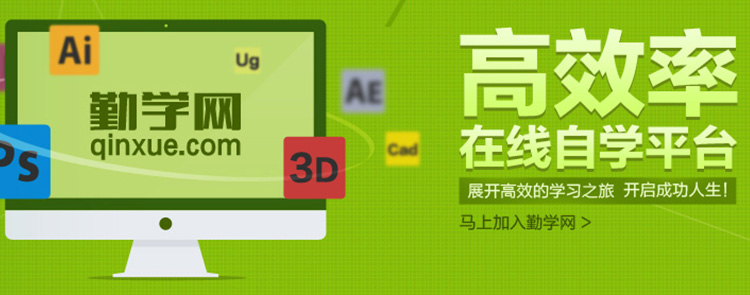 Ai
Ug
勤学网
qinxue.com
AE
Ps
3D
Cad
高效率
在线自学平台
展开高效的学习之旅 开启成功人生!
马上加入勤学网 >